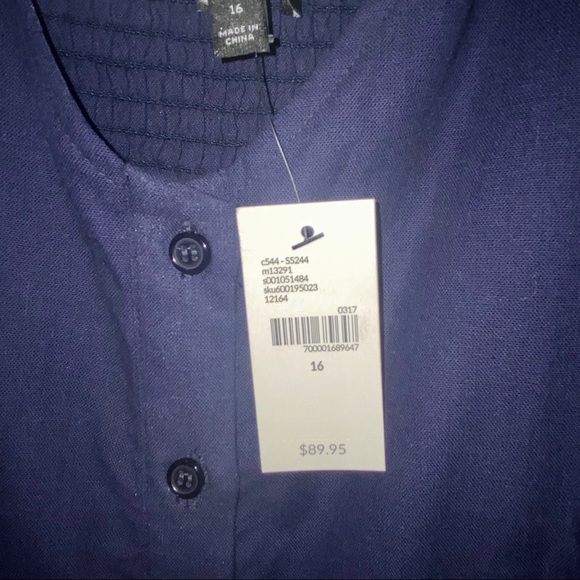 16
MADE IN
CHINA
c544 - S5244
m13291
s001051484
sku600195023
12164
0317
700001689647
16
$89.95